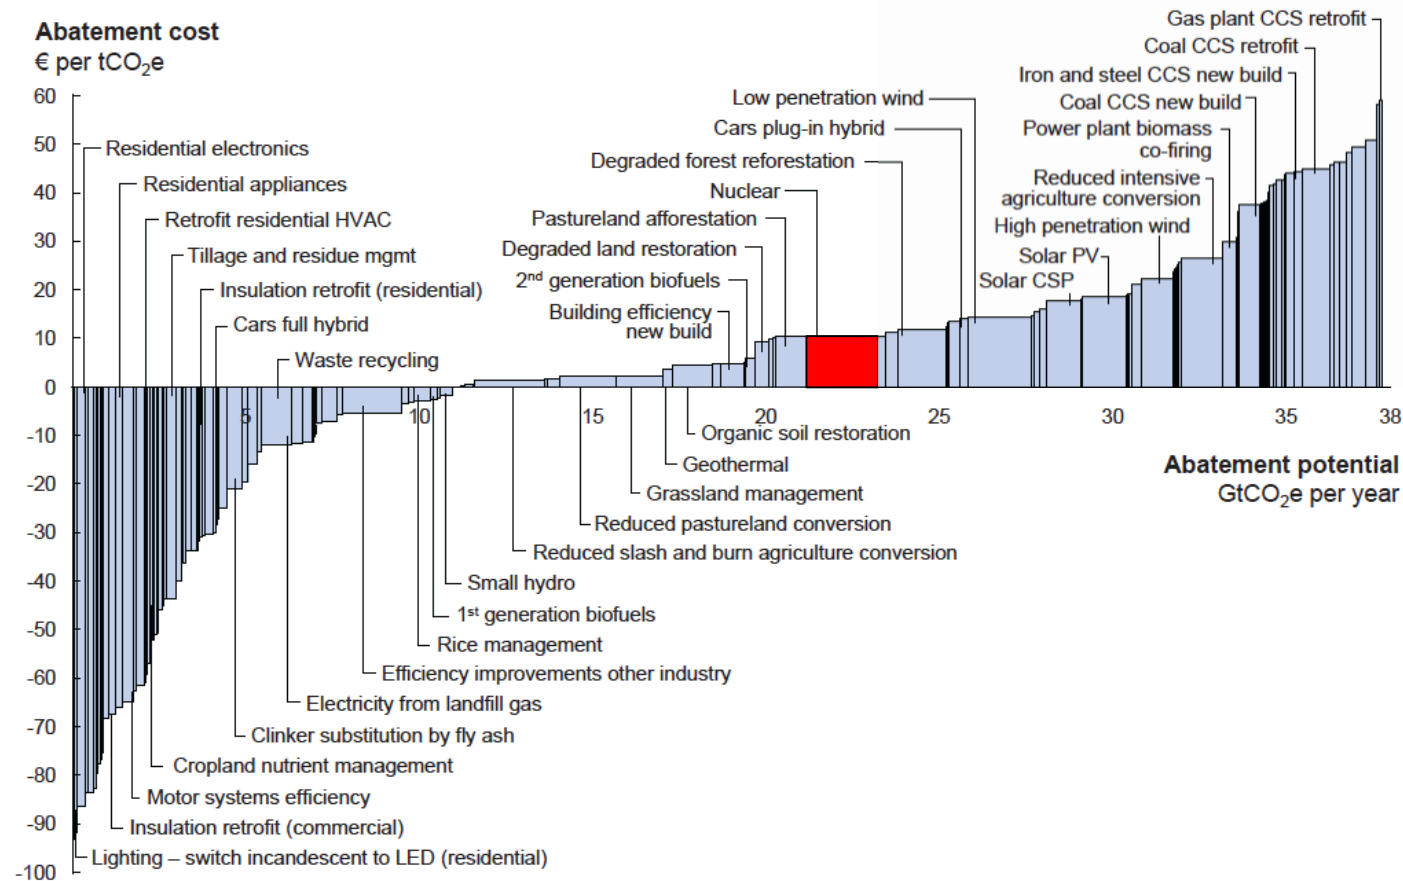 Abatement cost
€ per tCO₂e
60
50
40
30
20
10
0
-10
-20
-30
-40
-50
-60
-70
-80
-90
-100
5
10
15
20
25
30
35
38
Abatement potential
GtCO₂e per year
Gas plant CCS retrofit
Coal CCS retrofit
Iron and steel CCS new build
Coal CCS new build
Power plant biomass
co-firing
Reduced intensive
agriculture conversion
High penetration wind
Solar PV
Solar CSP
Low penetration wind
Cars plug-in hybrid
Degraded forest reforestation
Nuclear
Pastureland afforestation
Degraded land restoration
2nd generation biofuels
Building efficiency
new build
Residential electronics
Residential appliances
Retrofit residential HVAC
Tillage and residue mgmt
Insulation retrofit (residential)
Cars full hybrid
Waste recycling
Organic soil restoration
Geothermal
Grassland management
Reduced pastureland conversion
Reduced slash and burn agriculture conversion
Small hydro
1st generation biofuels
Rice management
Efficiency improvements other industry
Electricity from landfill gas
Clinker substitution by fly ash
Cropland nutrient management
Motor systems efficiency
Insulation retrofit (commercial)
Lighting – switch incandescent to LED (residential)